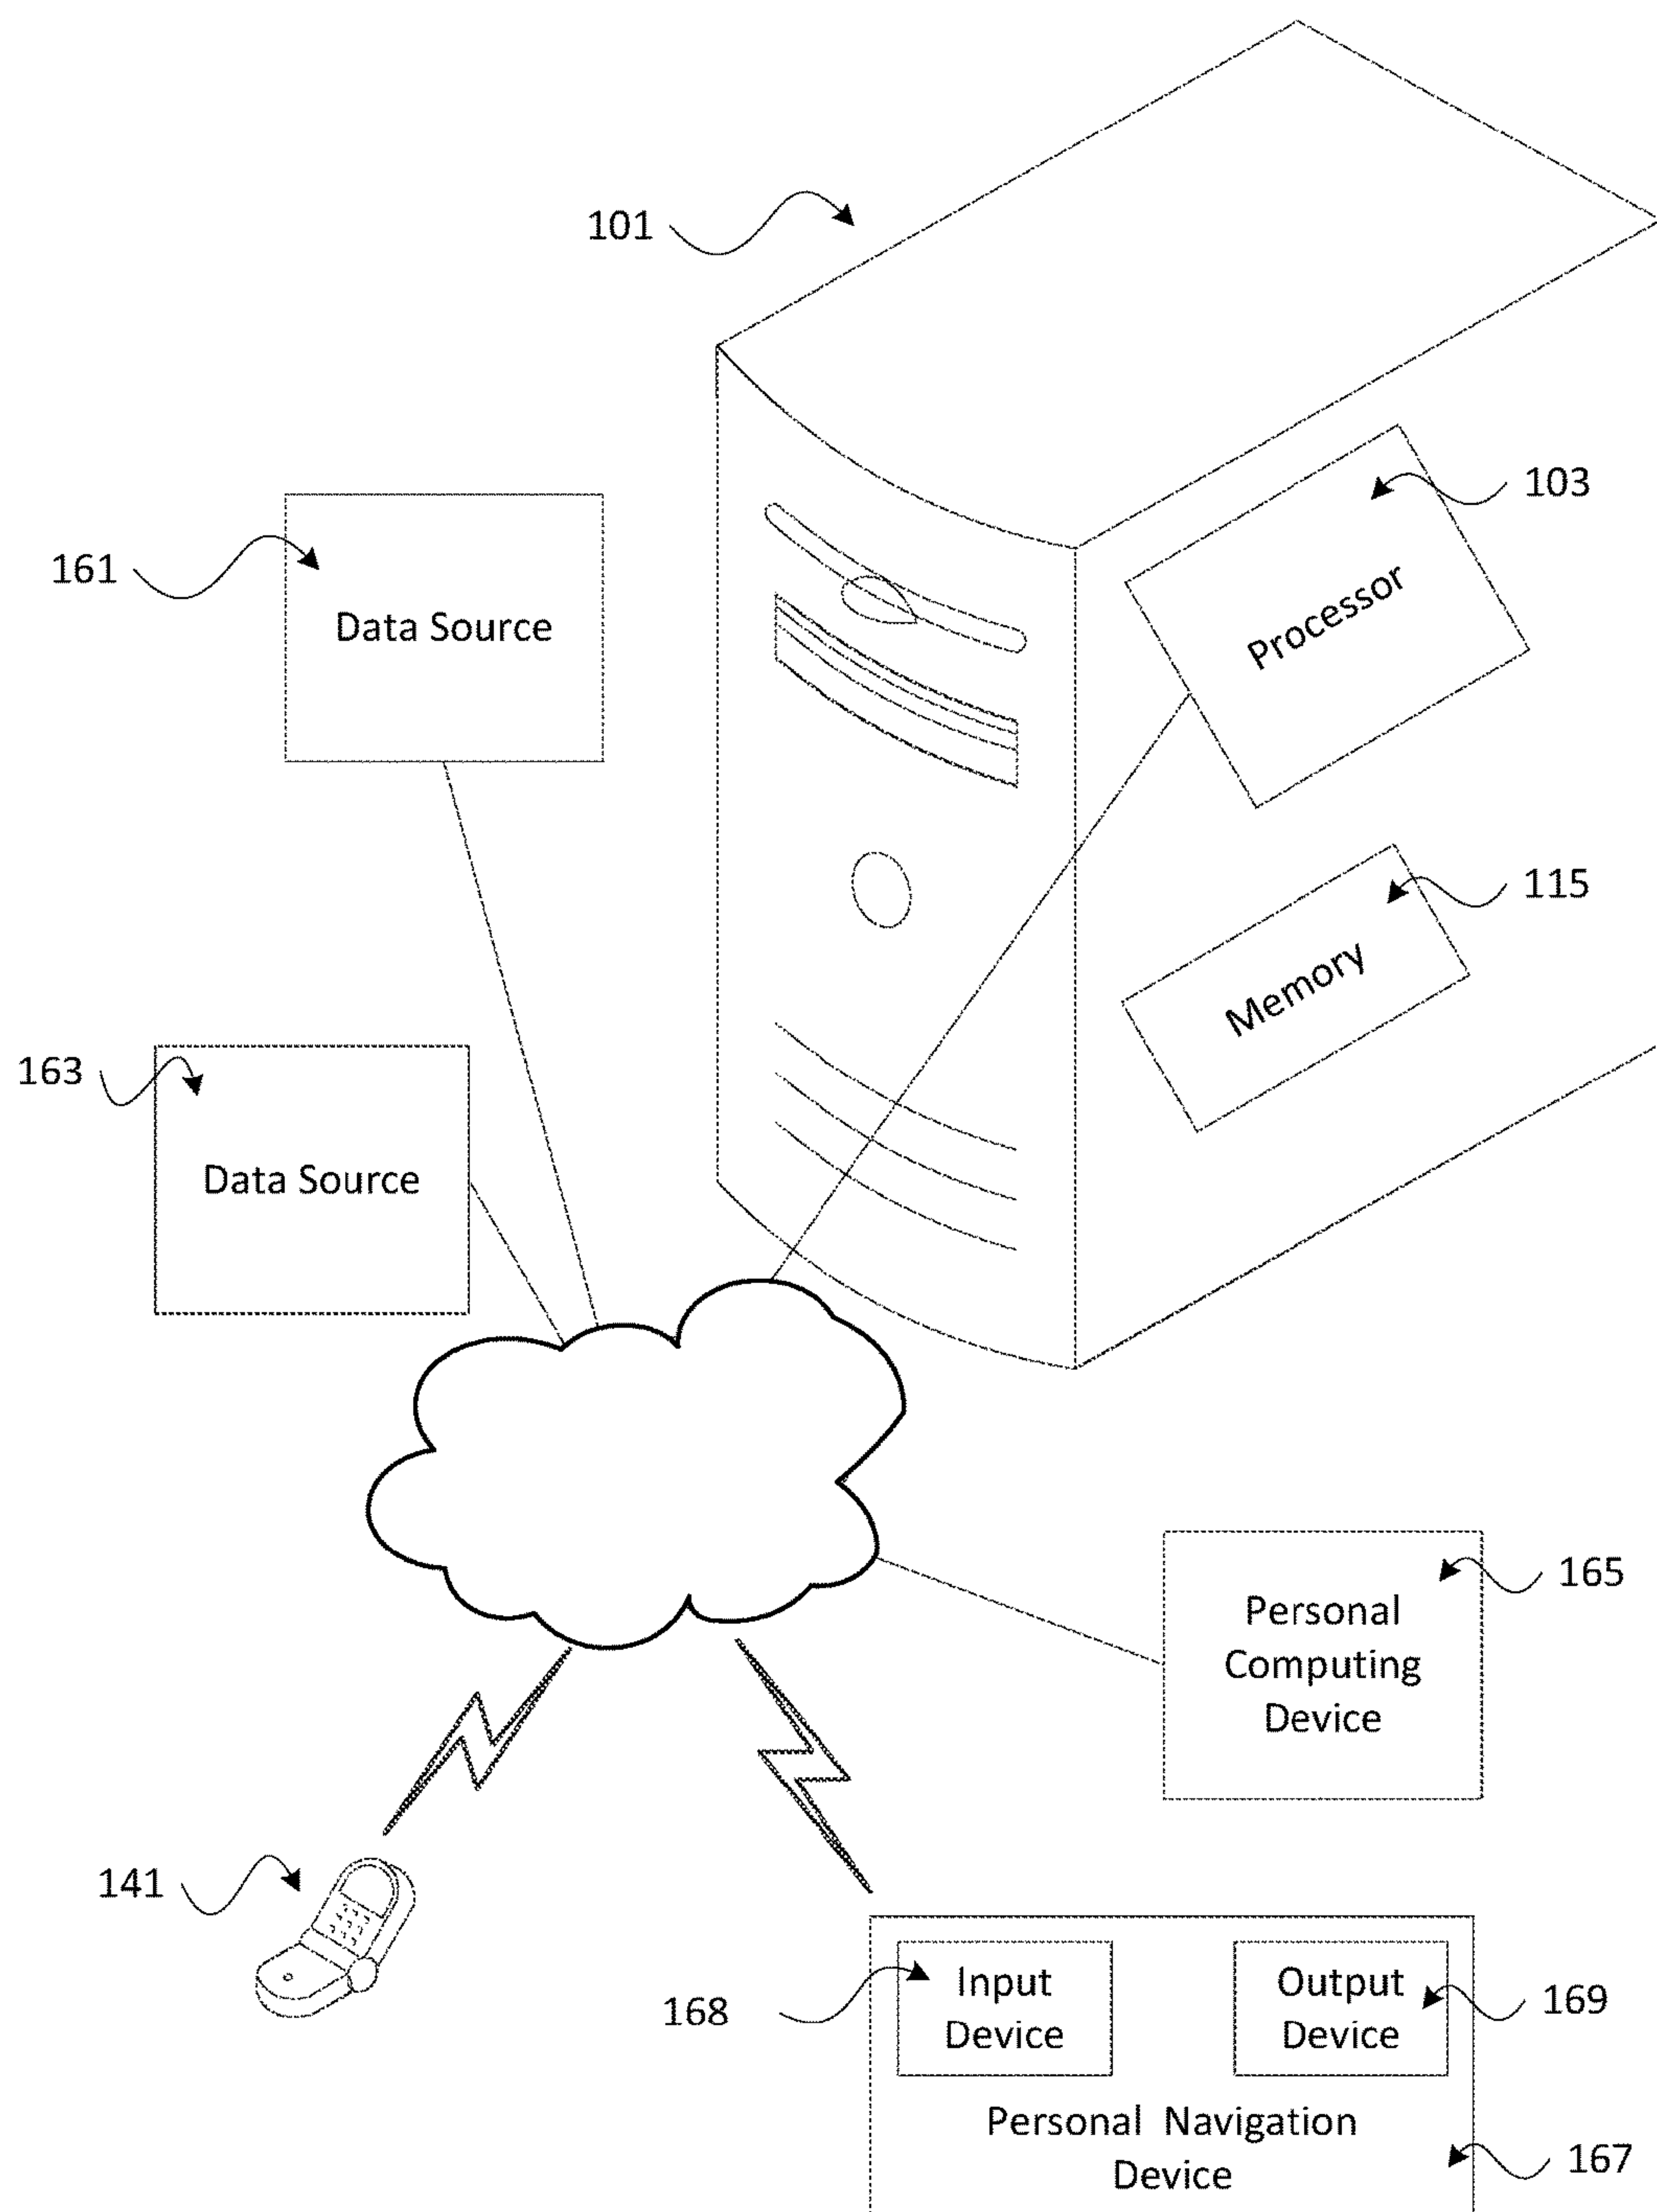 101
103
Processor
161
Data Source
115
Memory
163
Data Source
165
Personal
Computing
Device
141
168
Input
Device
Output
Device
169
Personal Navigation
Device
167